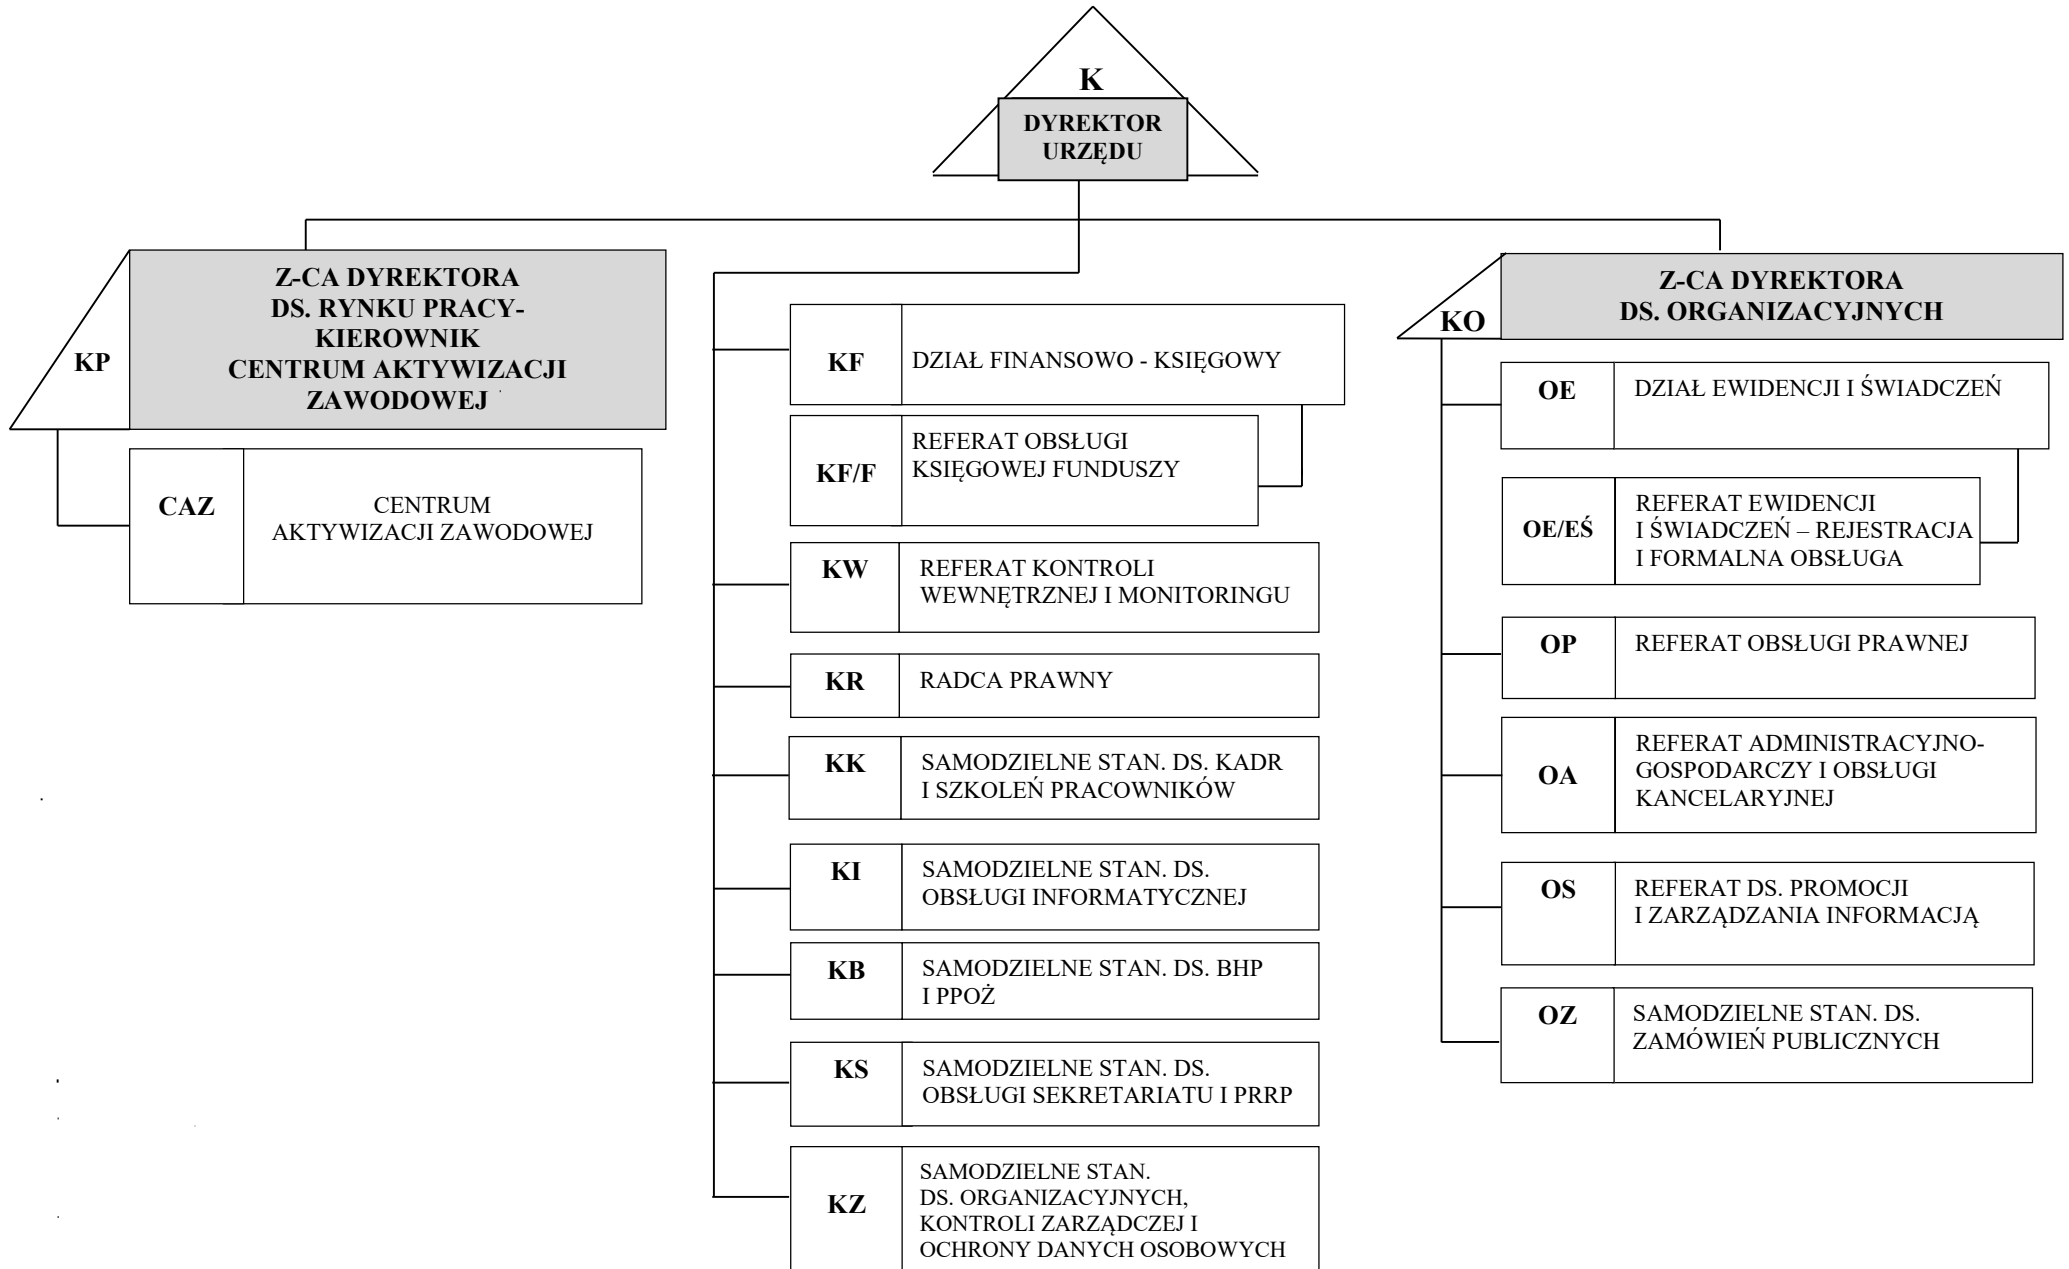 K
DYREKTOR
URZĘDU
KP
Z-CA DYREKTORA
DS. RYNKU PRACY-
KIEROWNIK
CENTRUM AKTYWIZACJI
ZAWODOWEJ
CAZ
CENTRUM
AKTYWIZACJI ZAWODOWEJ
KF
DZIAŁ FINANSOWO - KSIĘGOWY
KF/F
REFERAT OBSŁUGI
KSIĘGOWEJ FUNDUSZY
KW
REFERAT KONTROLI
WEWNĘTRZNEJ I MONITORINGU
KR
RADCA PRAWNY
KK
SAMODZIELNE STAN. DS. KADR
I SZKOLEŃ PRACOWNIKÓW
KI
SAMODZIELNE STAN. DS.
OBSŁUGI INFORMATYCZNEJ
KB
SAMODZIELNE STAN. DS. BHP
I PPOŻ
KS
SAMODZIELNE STAN. DS.
OBSŁUGI SEKRETARIATU I PRRP
KZ
SAMODZIELNE STAN.
DS. ORGANIZACYJNYCH,
KONTROLI ZARZĄDCZEJ I
OCHRONY DANYCH OSOBOWYCH
KO
Z-CA DYREKTORA
DS. ORGANIZACYJNYCH
OE
DZIAŁ EWIDENCJI I ŚWIADCZEŃ
OE/EŚ
REFERAT EWIDENCJI
I ŚWIADCZEŃ – REJESTRACJA
I FORMALNA OBSŁUGA
OP
REFERAT OBSŁUGI PRAWNEJ
OA
REFERAT ADMINISTRACYJNO-
GOSPODARCZY I OBSŁUGI
KANCELARYJNEJ
OS
REFERAT DS. PROMOCJI
I ZARZĄDZANIA INFORMACJĄ
OZ
SAMODZIELNE STAN. DS.
ZAMÓWIEŃ PUBLICZNYCH